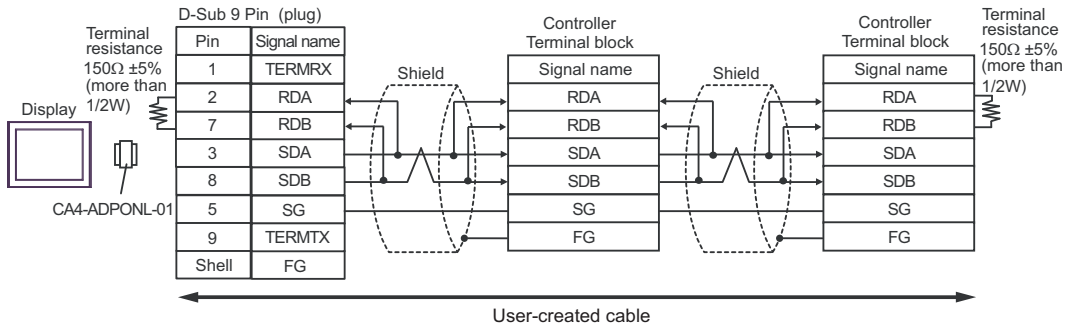 D-Sub 9 Pin (plug)
Terminal
resistance
150Ω ±5%
(more than
1/2W)
Display
CA4-ADPONL-01
Pin Signal name
1 TERMRX
2 RDA
7 RDB
3 SDA
8 SDB
5 SG
9 TERMTX
Shell FG
Shield
Controller
Terminal block
Signal name
RDA
RDB
SDA
SDB
SG
FG
Shield
Controller
Terminal block
Signal name
RDA
RDB
SDA
SDB
SG
FG
Terminal
resistance
150Ω ±5%
(more than
1/2W)
User-created cable